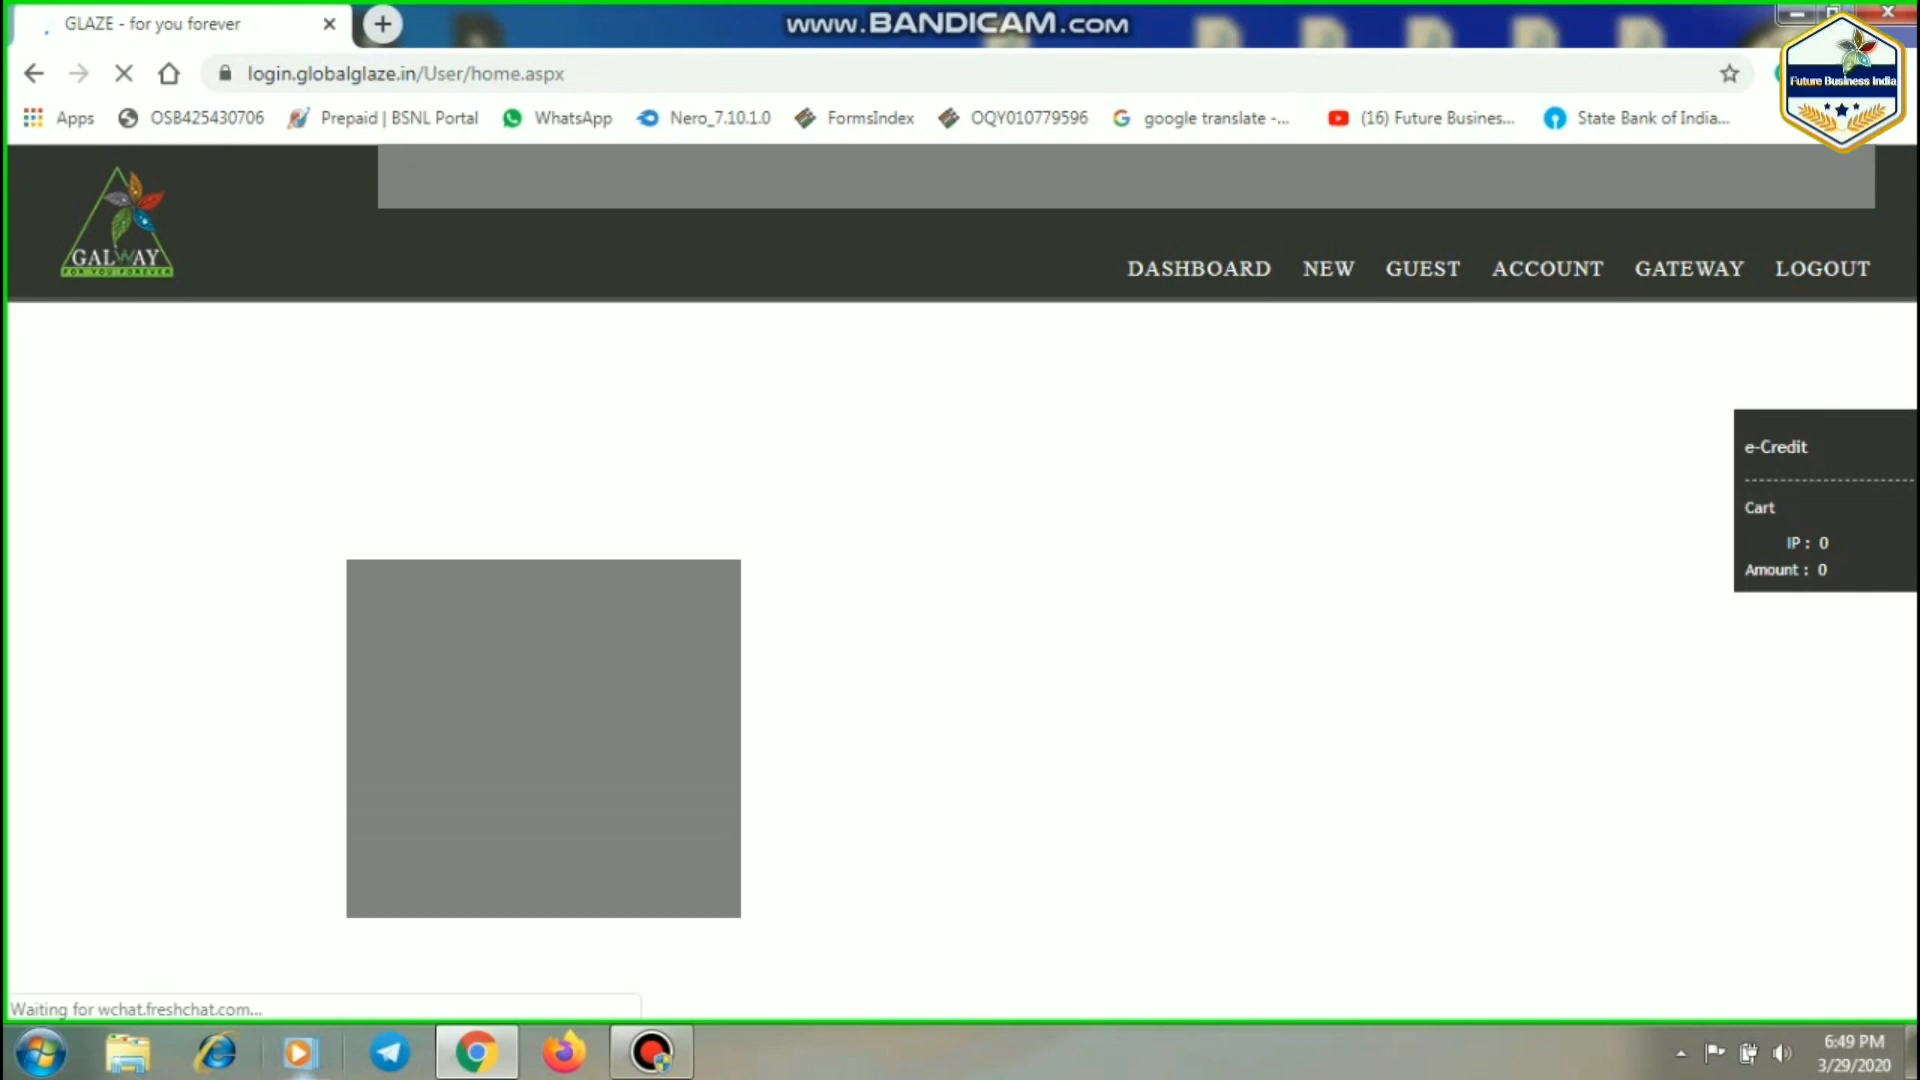 GLAZE - for you forever
www.BANDICAM.com
login.globalglaze.in/User/home.aspx
Future Business India
Apps
OSB425430706
Prepaid | BSNL Portal
WhatsApp
Nero_7.10.1.0
FormsIndex
OQY010779596
google translate -...
(16) Future Busines...
State Bank of India...
GALWAY
FOR YOU FOREVER
DASHBOARD NEW GUEST ACCOUNT GATEWAY LOGOUT
e-Credit
Cart
IP : 0
Amount : 0
Waiting for wchat.freshchat.com...
6:49 PM
3/29/2020